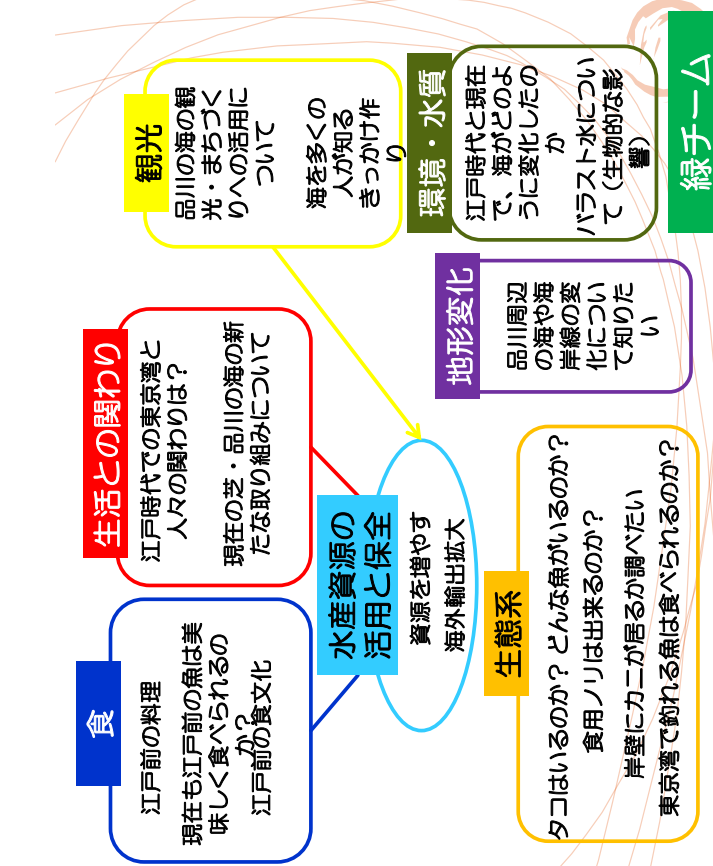 緑チーム
食
江戸前の料理
現在も江戸前の魚は美
味しく食べられるの
か？
江戸前の食文化
生活との関わり
江戸時代での東京湾と
人々の関わりは？
現在の芝・品川の海の新
たな取り組みについて
観光
品川の海の観
光・まちづく
りへの活用に
ついて
海を多くの
人が知る
きっかけ作
り
水産資源の
活用と保全
資源を増やす
海外輸出拡大
環境・水質
江戸時代と現在
で、海がどのよ
うに変化したの
か
バラスト水につい
て（生物的な影
響）
地形変化
品川周辺
の海や海
岸線の変
化につい
て知りた
い
生態系
タコはいるのか？どんな魚がいるのか？
食用ノリは出来るのか？
岸壁にカニが居るか調べたい
東京湾で釣れる魚は食べられるのか？